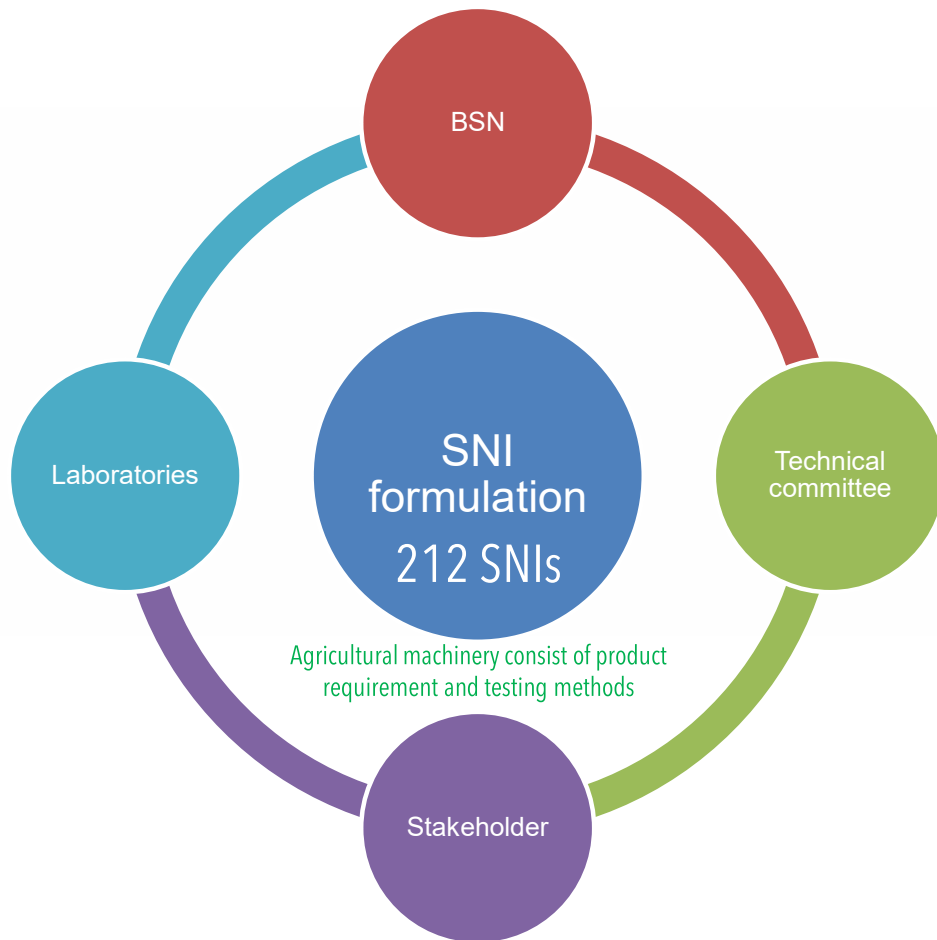 BSN
Laboratories
SNI
formulation
212 SNIs
Technical
committee
Agricultural machinery consist of product
requirement and testing methods
Stakeholder